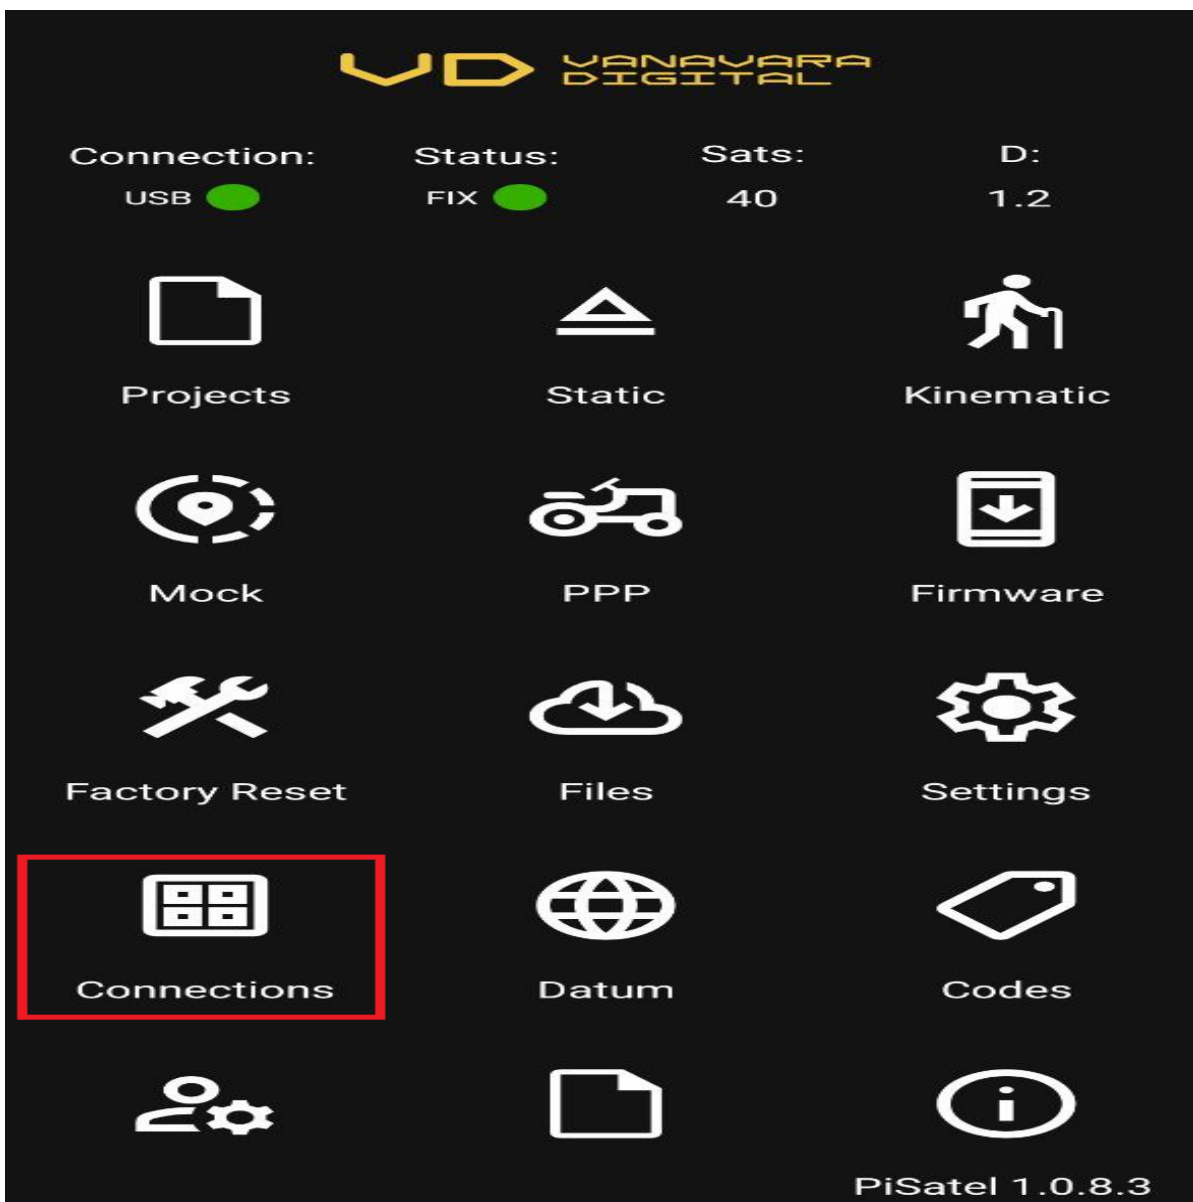 VD VANAVARA
DIGITAL
Connection: Status: Sats: D:
USB FIX 40 1.2
Projects Static Kinematic
Mock PPP Firmware
Factory Reset Files Settings
Connections Datum Codes
PiSatel 1.0.8.3